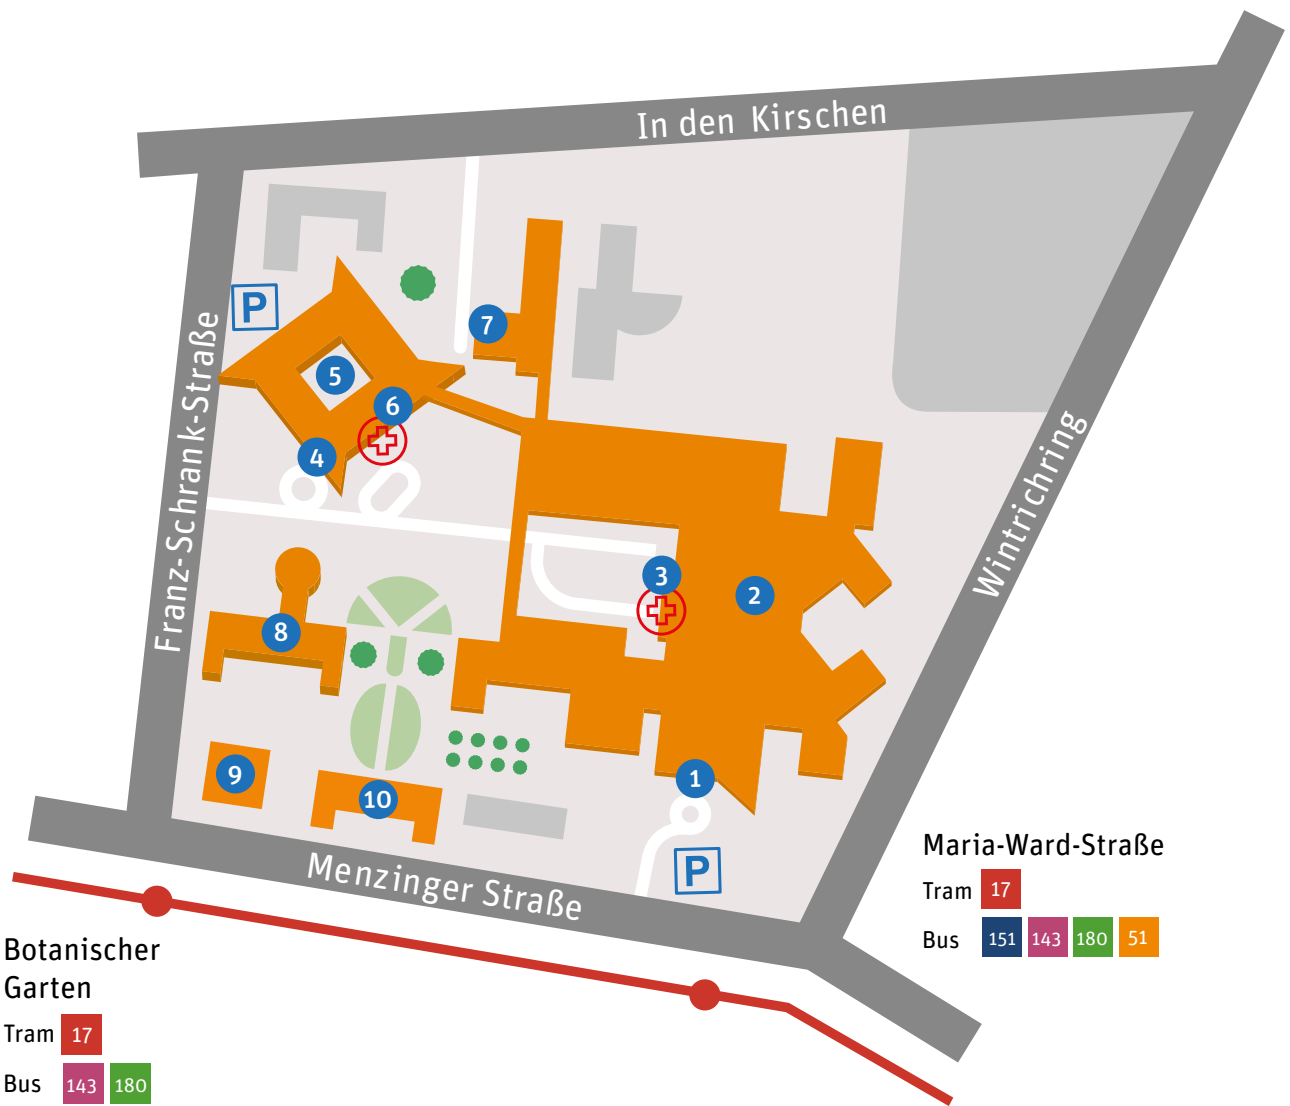 In den Kirschen
Franz-Schrank-Straße
Wintrichring
Menzinger Straße
P
7
5
6
4
3
2
8
1
9
10
P
Maria-Ward-Straße
Tram 17
Bus 151 143 180 51
Botanischer
Garten
Tram 17
Bus 143 180